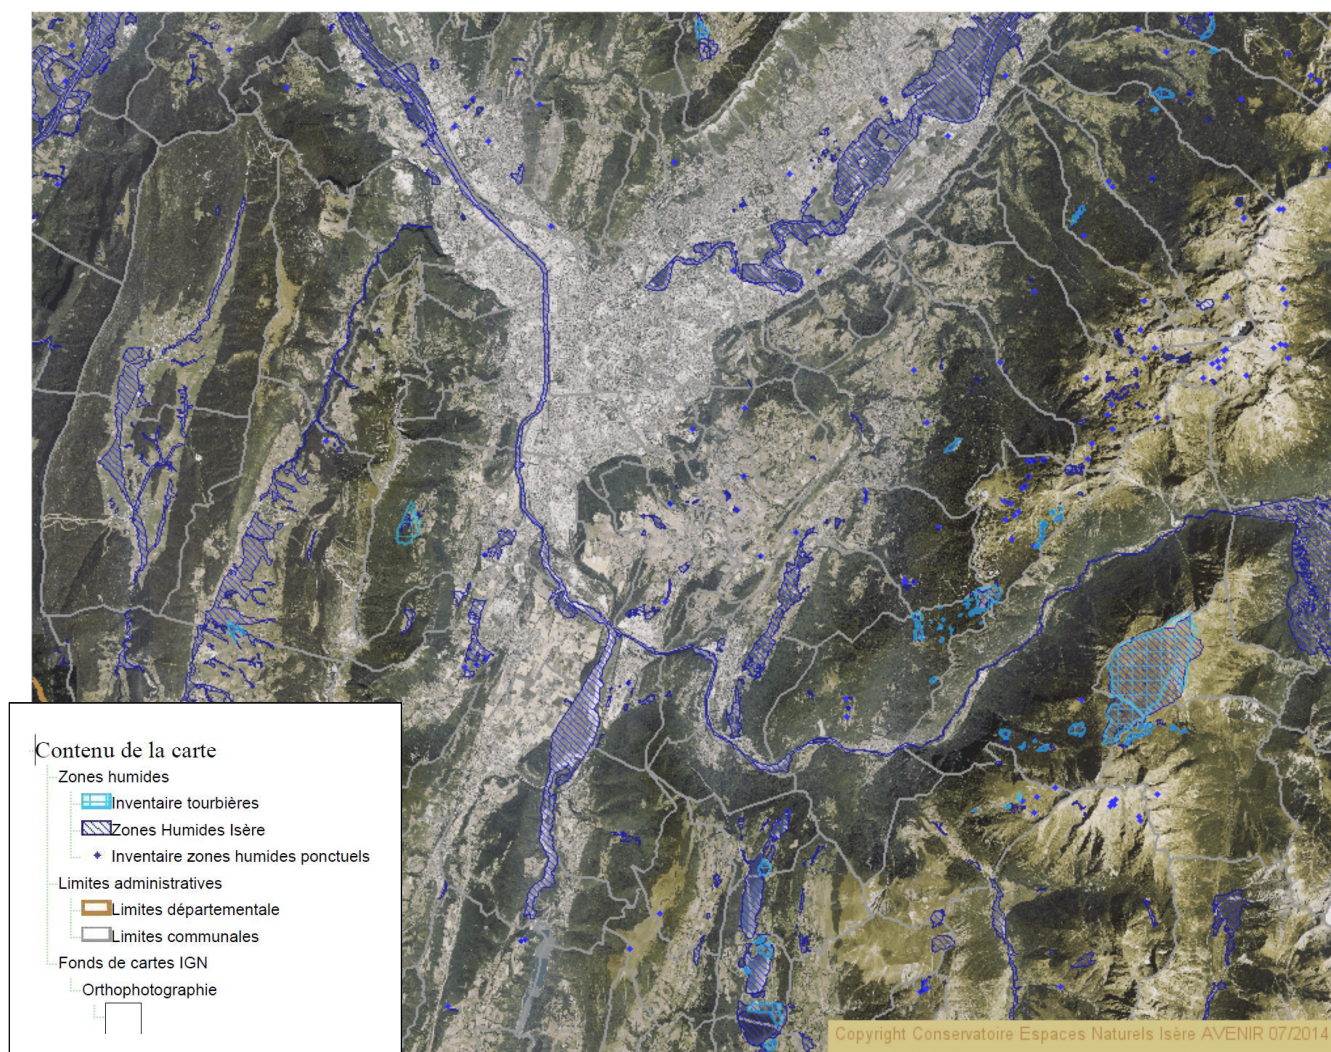 Contenu de la carte
Zones humides
Inventaire tourbières
Zones Humides Isère
Inventaire zones humides ponctuels
Limites administratives
Limites départementale
Limites communales
Fonds de cartes IGN
Orthophotographie
Copyright Conservatoire Espaces Naturels Isère AVENIR 07/2014